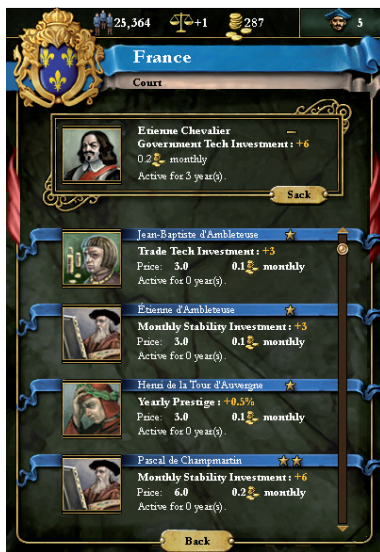 25,364 +1 287 5
France
Court
Etienne Chevalier
Government Tech Investment : +6
0.2 monthly
Active for 3 year(s).
Sack
Jean-Baptiste d'Ambleteuse
Trade Tech Investment : +3
Price: 3.0 0.1 monthly
Active for 0 year(s).
Étienne d'Ambleteuse
Monthly Stability Investment : +3
Price: 3.0 0.1 monthly
Active for 0 year(s).
Henri de la Tour d'Auvergne
Yearly Prestige : +0.5%
Price: 3.0 0.1 monthly
Active for 0 year(s).
Pascal de Champmartin
Monthly Stability Investment : +6
Price: 6.0 0.2 monthly
Active for 0 year(s).
Back